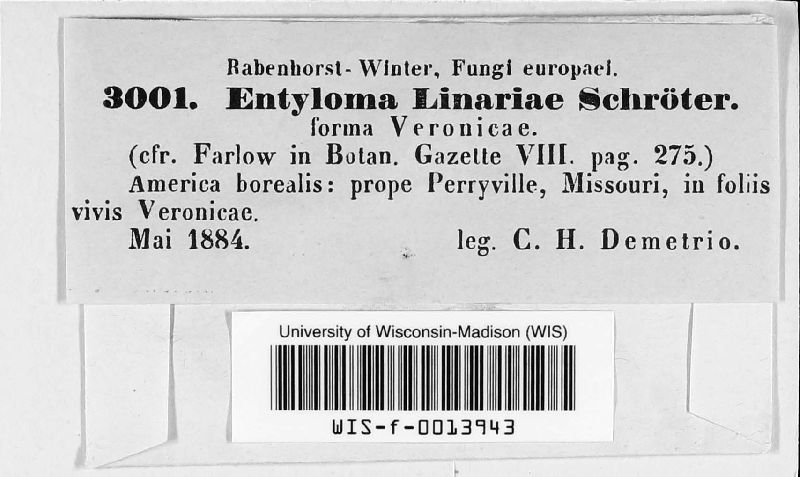 Rabenhorst-Winter, Fungi europaei.
3001. Entyloma Linariae Schröter.
forma Veronicae.
(cfr. Farlow in Botan. Gazette VIII. pag. 275.)
America borealis: prope Perryville, Missouri, in foliis
vivis Veronicae.
Mai 1884. leg. C. H. Demetrio.
University of Wisconsin-Madison (WIS)
WIS-f-0013943